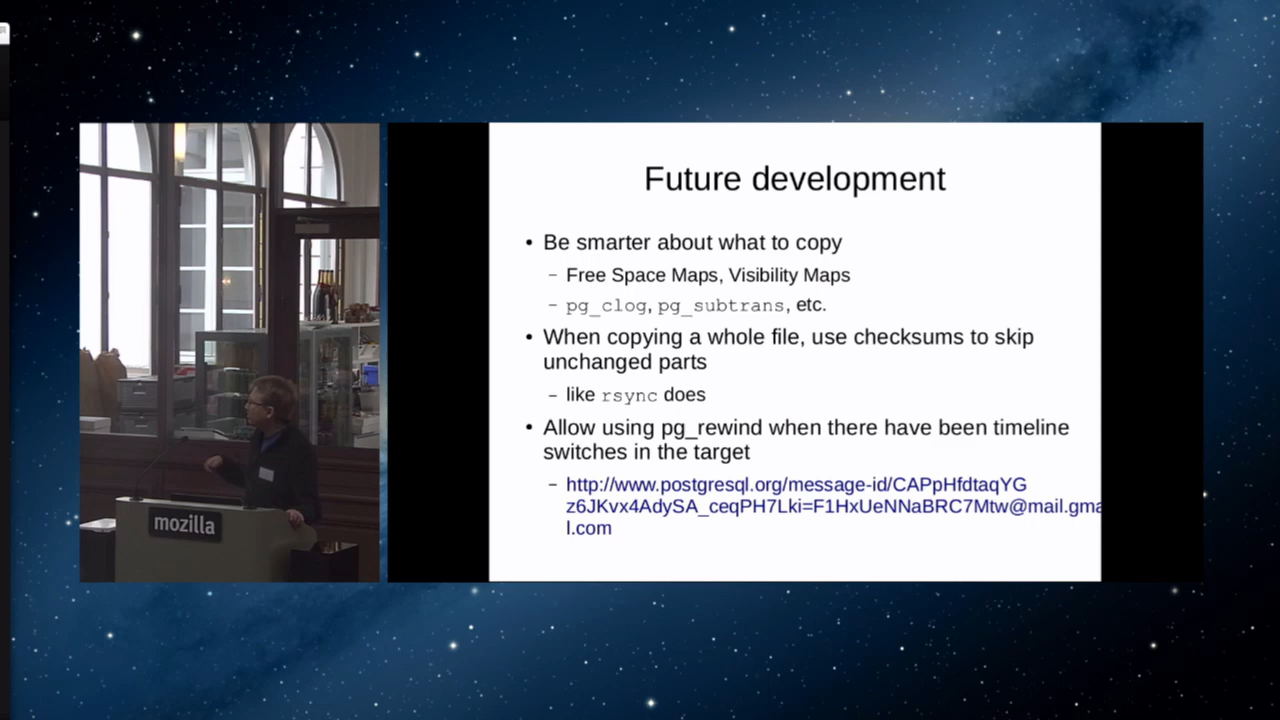 Future development
• Be smarter about what to copy
– Free Space Maps, Visibility Maps
– pg_clog, pg_subtrans, etc.
• When copying a whole file, use checksums to skip
unchanged parts
– like rsync does
• Allow using pg_rewind when there have been timeline
switches in the target
– http://www.postgresql.org/message-id/CAPpHfdtaqYG
z6JKvx4AdySA_ceqPH7Lki=F1HxUeNNaBRC7Mtw@mail.gma
l.com
mozilla